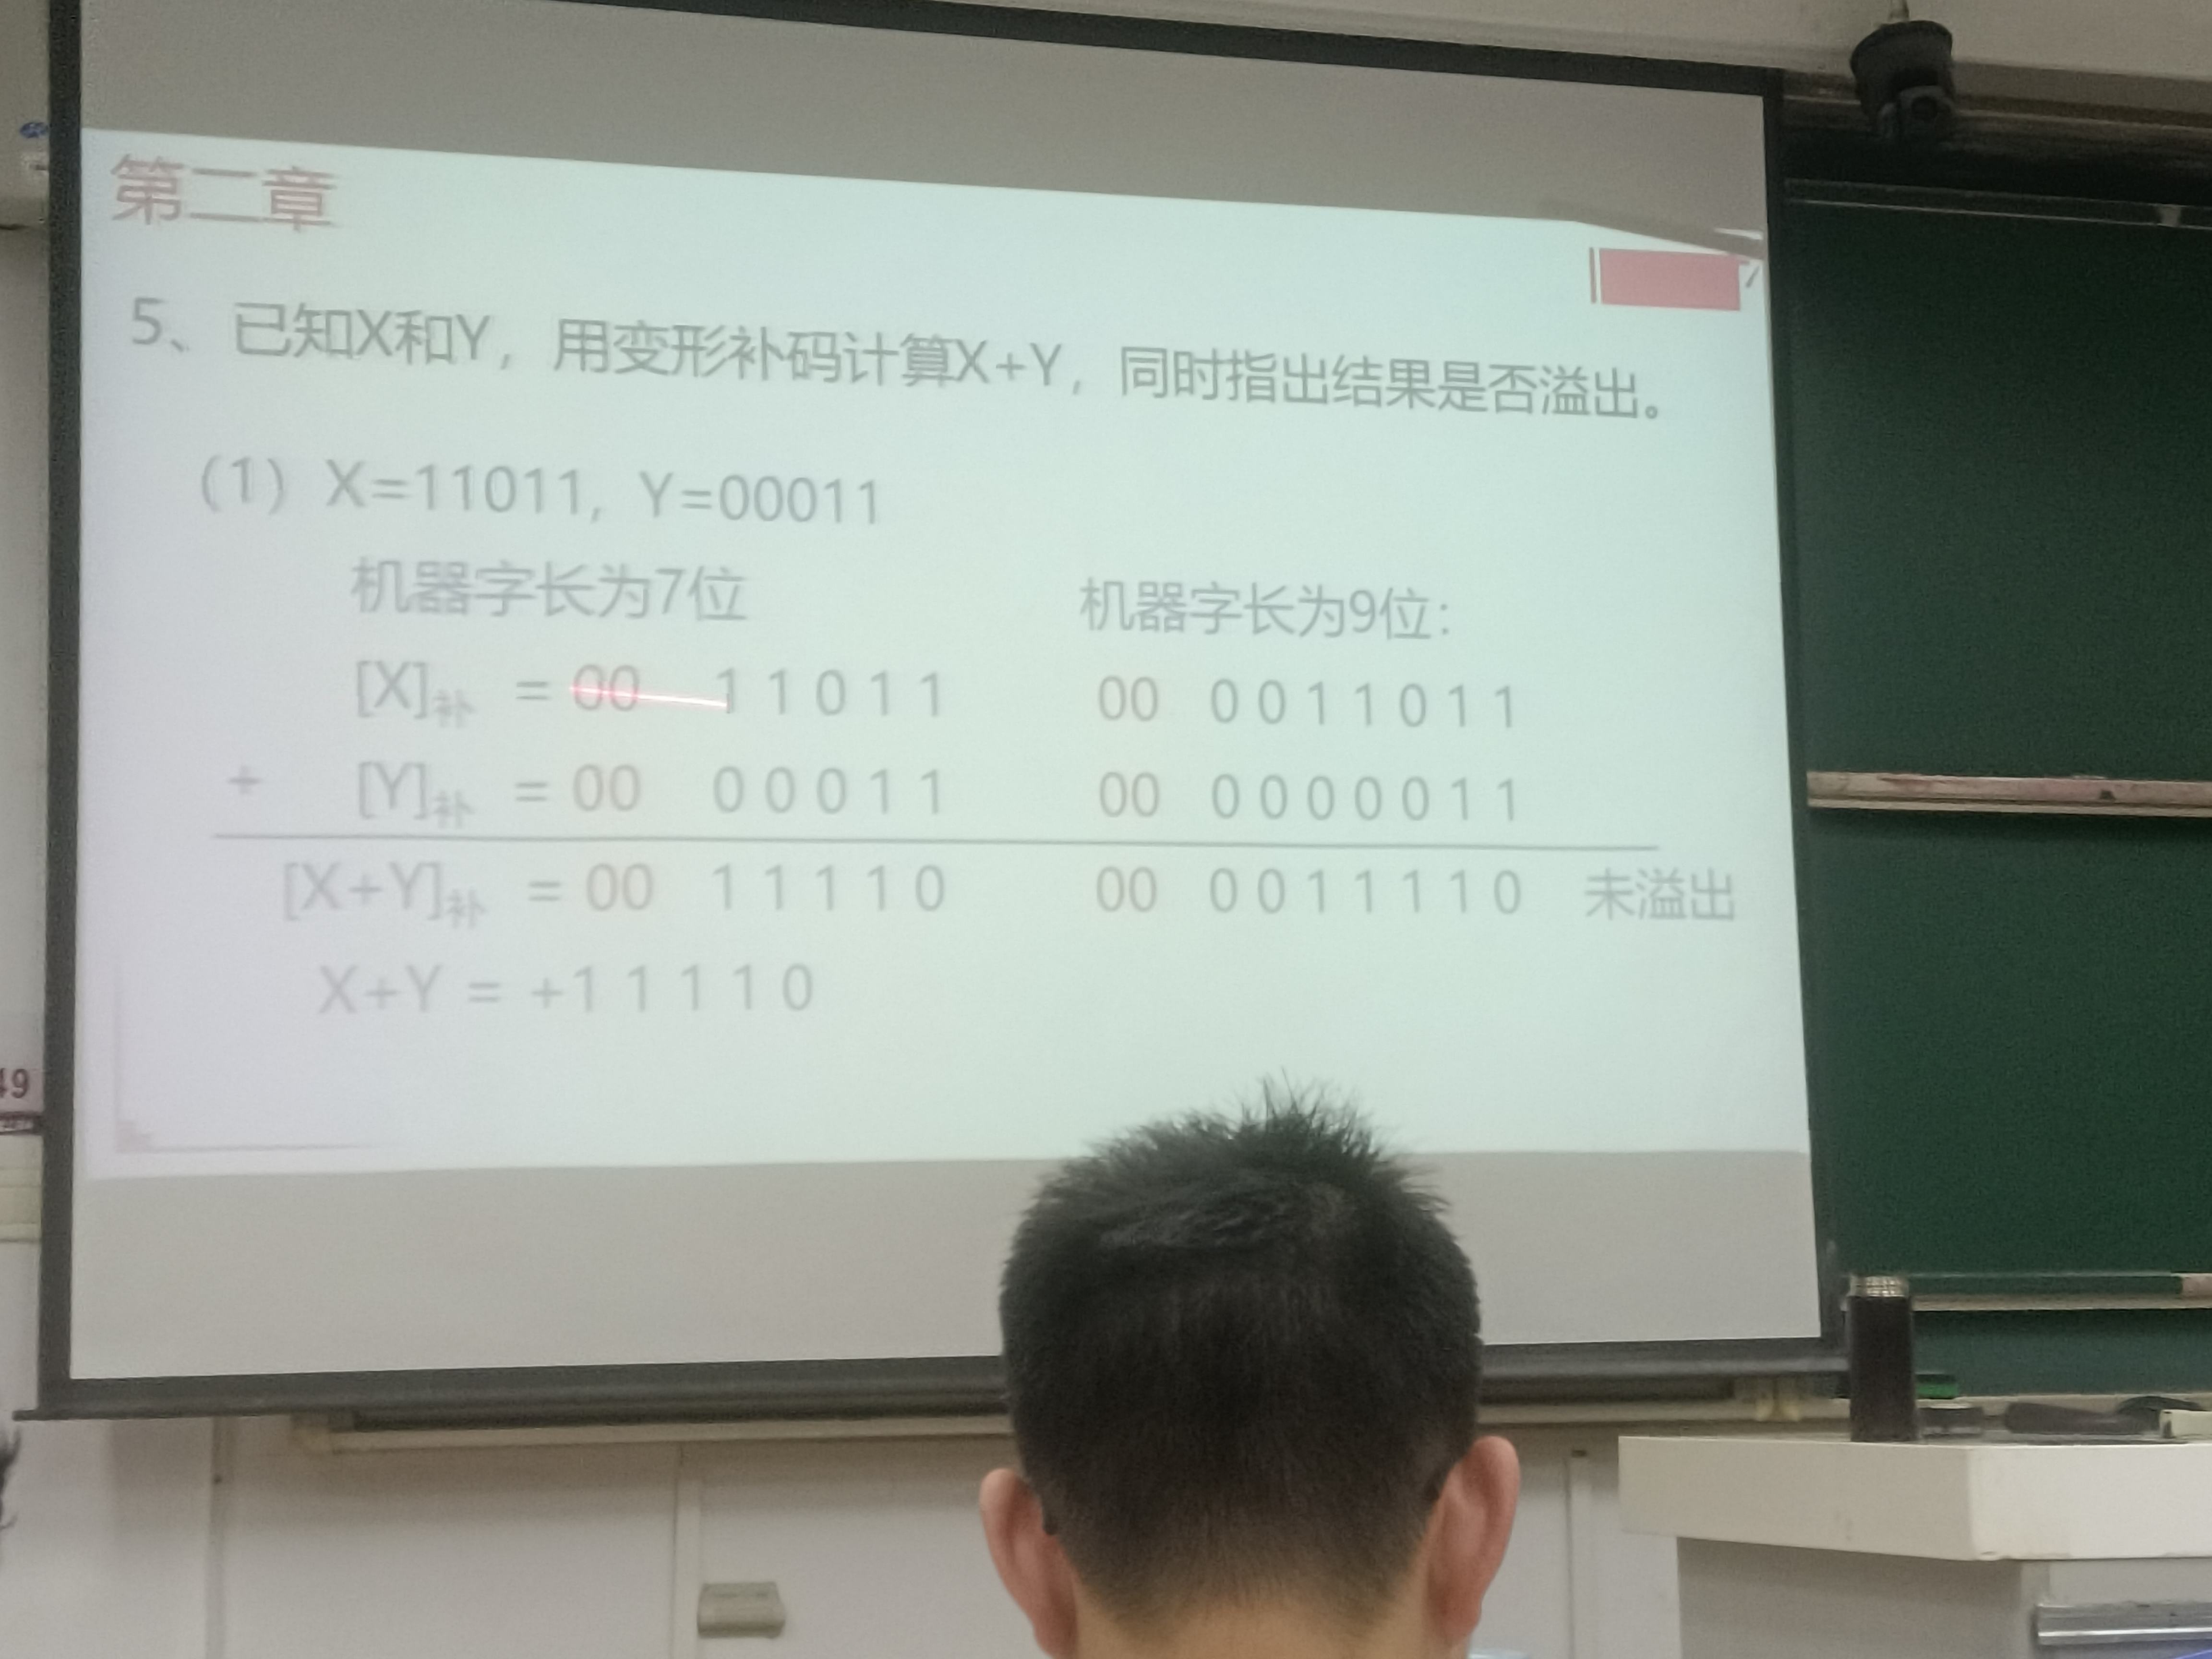 第二章
5、已知X和Y，用变形补码计算X+Y，同时指出结果是否溢出。
（1）X=11011, Y=00011
机器字长为7位 机器字长为9位：
[X]补 = 00 1 1 0 1 1 00 0 0 1 1 0 1 1
+ [Y]补 = 00 0 0 0 1 1 00 0 0 0 0 0 1 1
[X+Y]补 = 00 1 1 1 1 0 00 0 0 1 1 1 1 0 未溢出
X+Y = +1 1 1 1 0
49